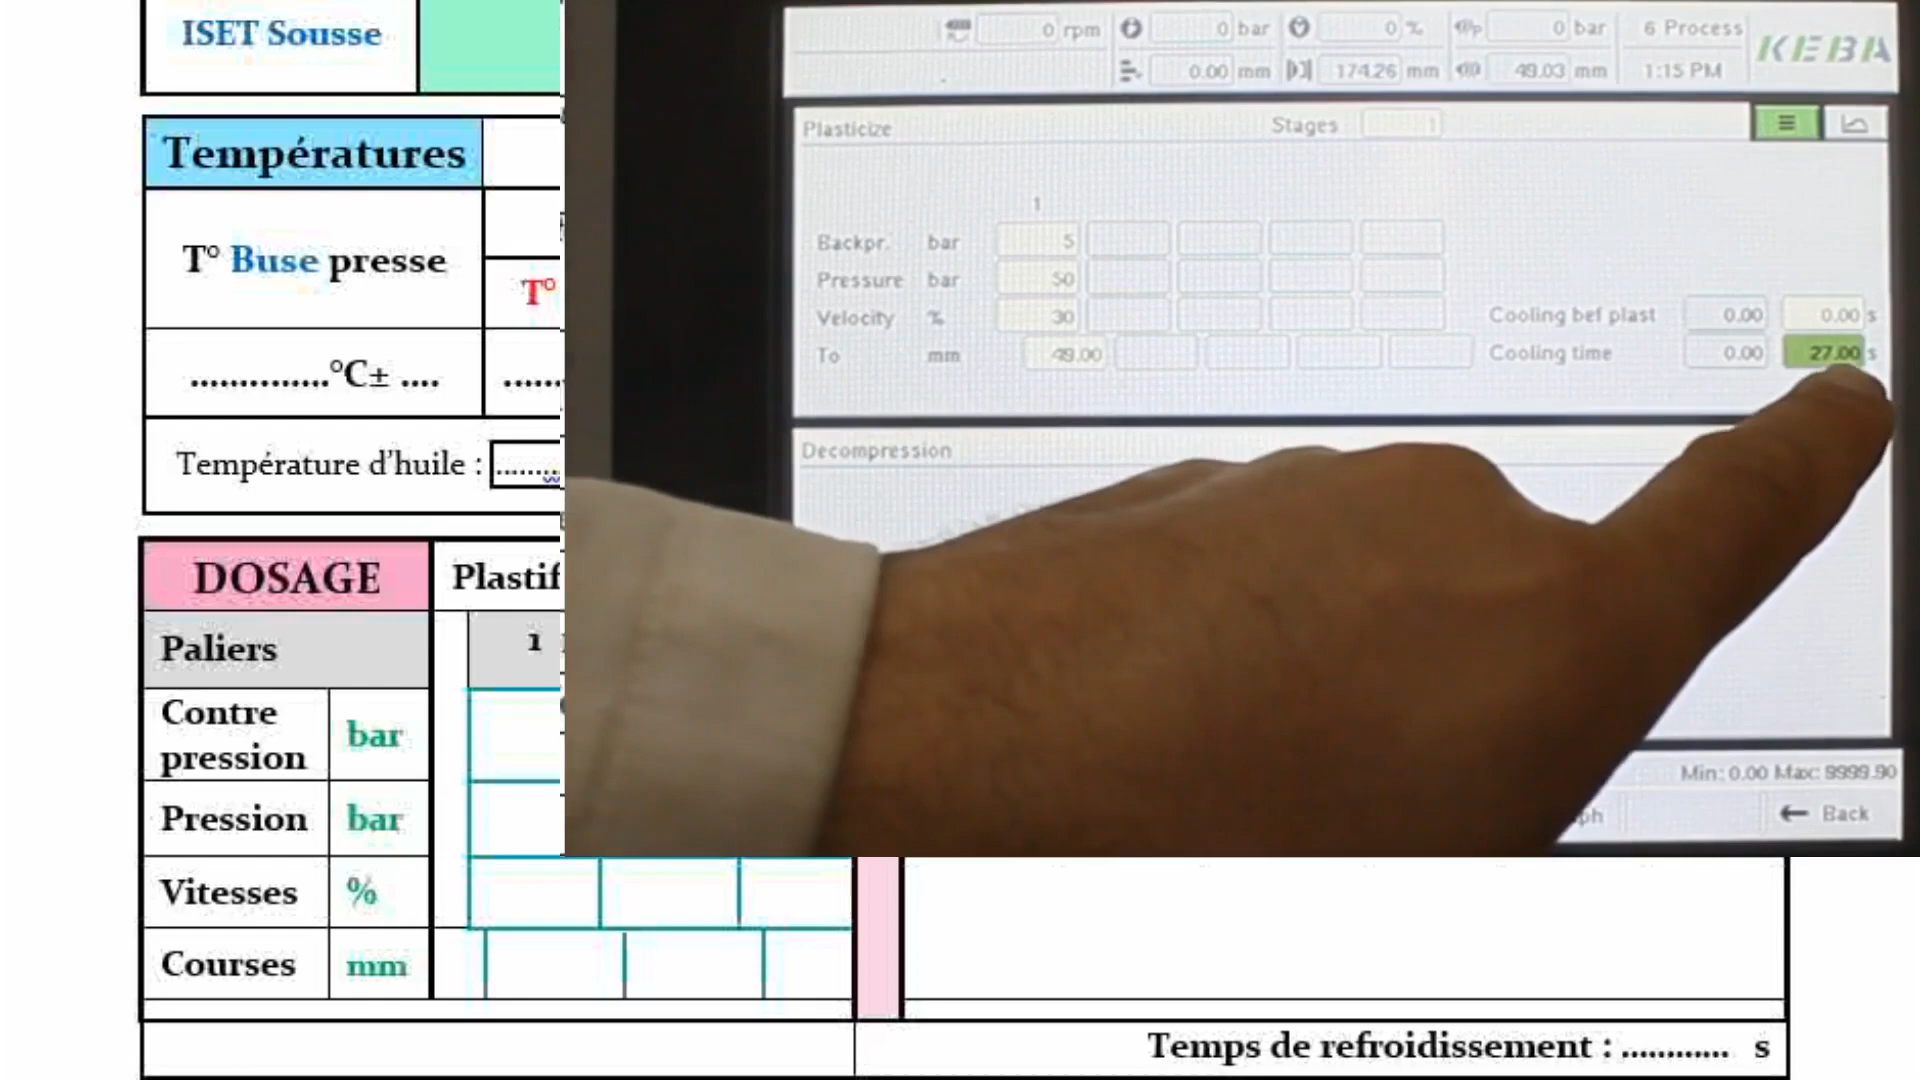 ISET Sousse
Températures
T° Buse presse
T°
..............°C± ....
Température d'huile : .........
DOSAGE
Plastif
Paliers
1
Contre pression
bar
Pression
bar
Vitesses
%
Courses
mm
Temps de refroidissement : ............ s
0 rpm
0 bar
0 %
0 bar
6 Process
KEBA
0.00 mm
174.26 mm
49.03 mm
1:15 PM
Plasticize
Stages
1
1
Backpr. bar 5
Pressure bar 50
Velocity % 30
Cooling bef plast 0.00 0.00 s
To mm 49.00
Cooling time 0.00 27.00 s
Decompression
Min: 0.00 Max: 9999.90
ph
Back